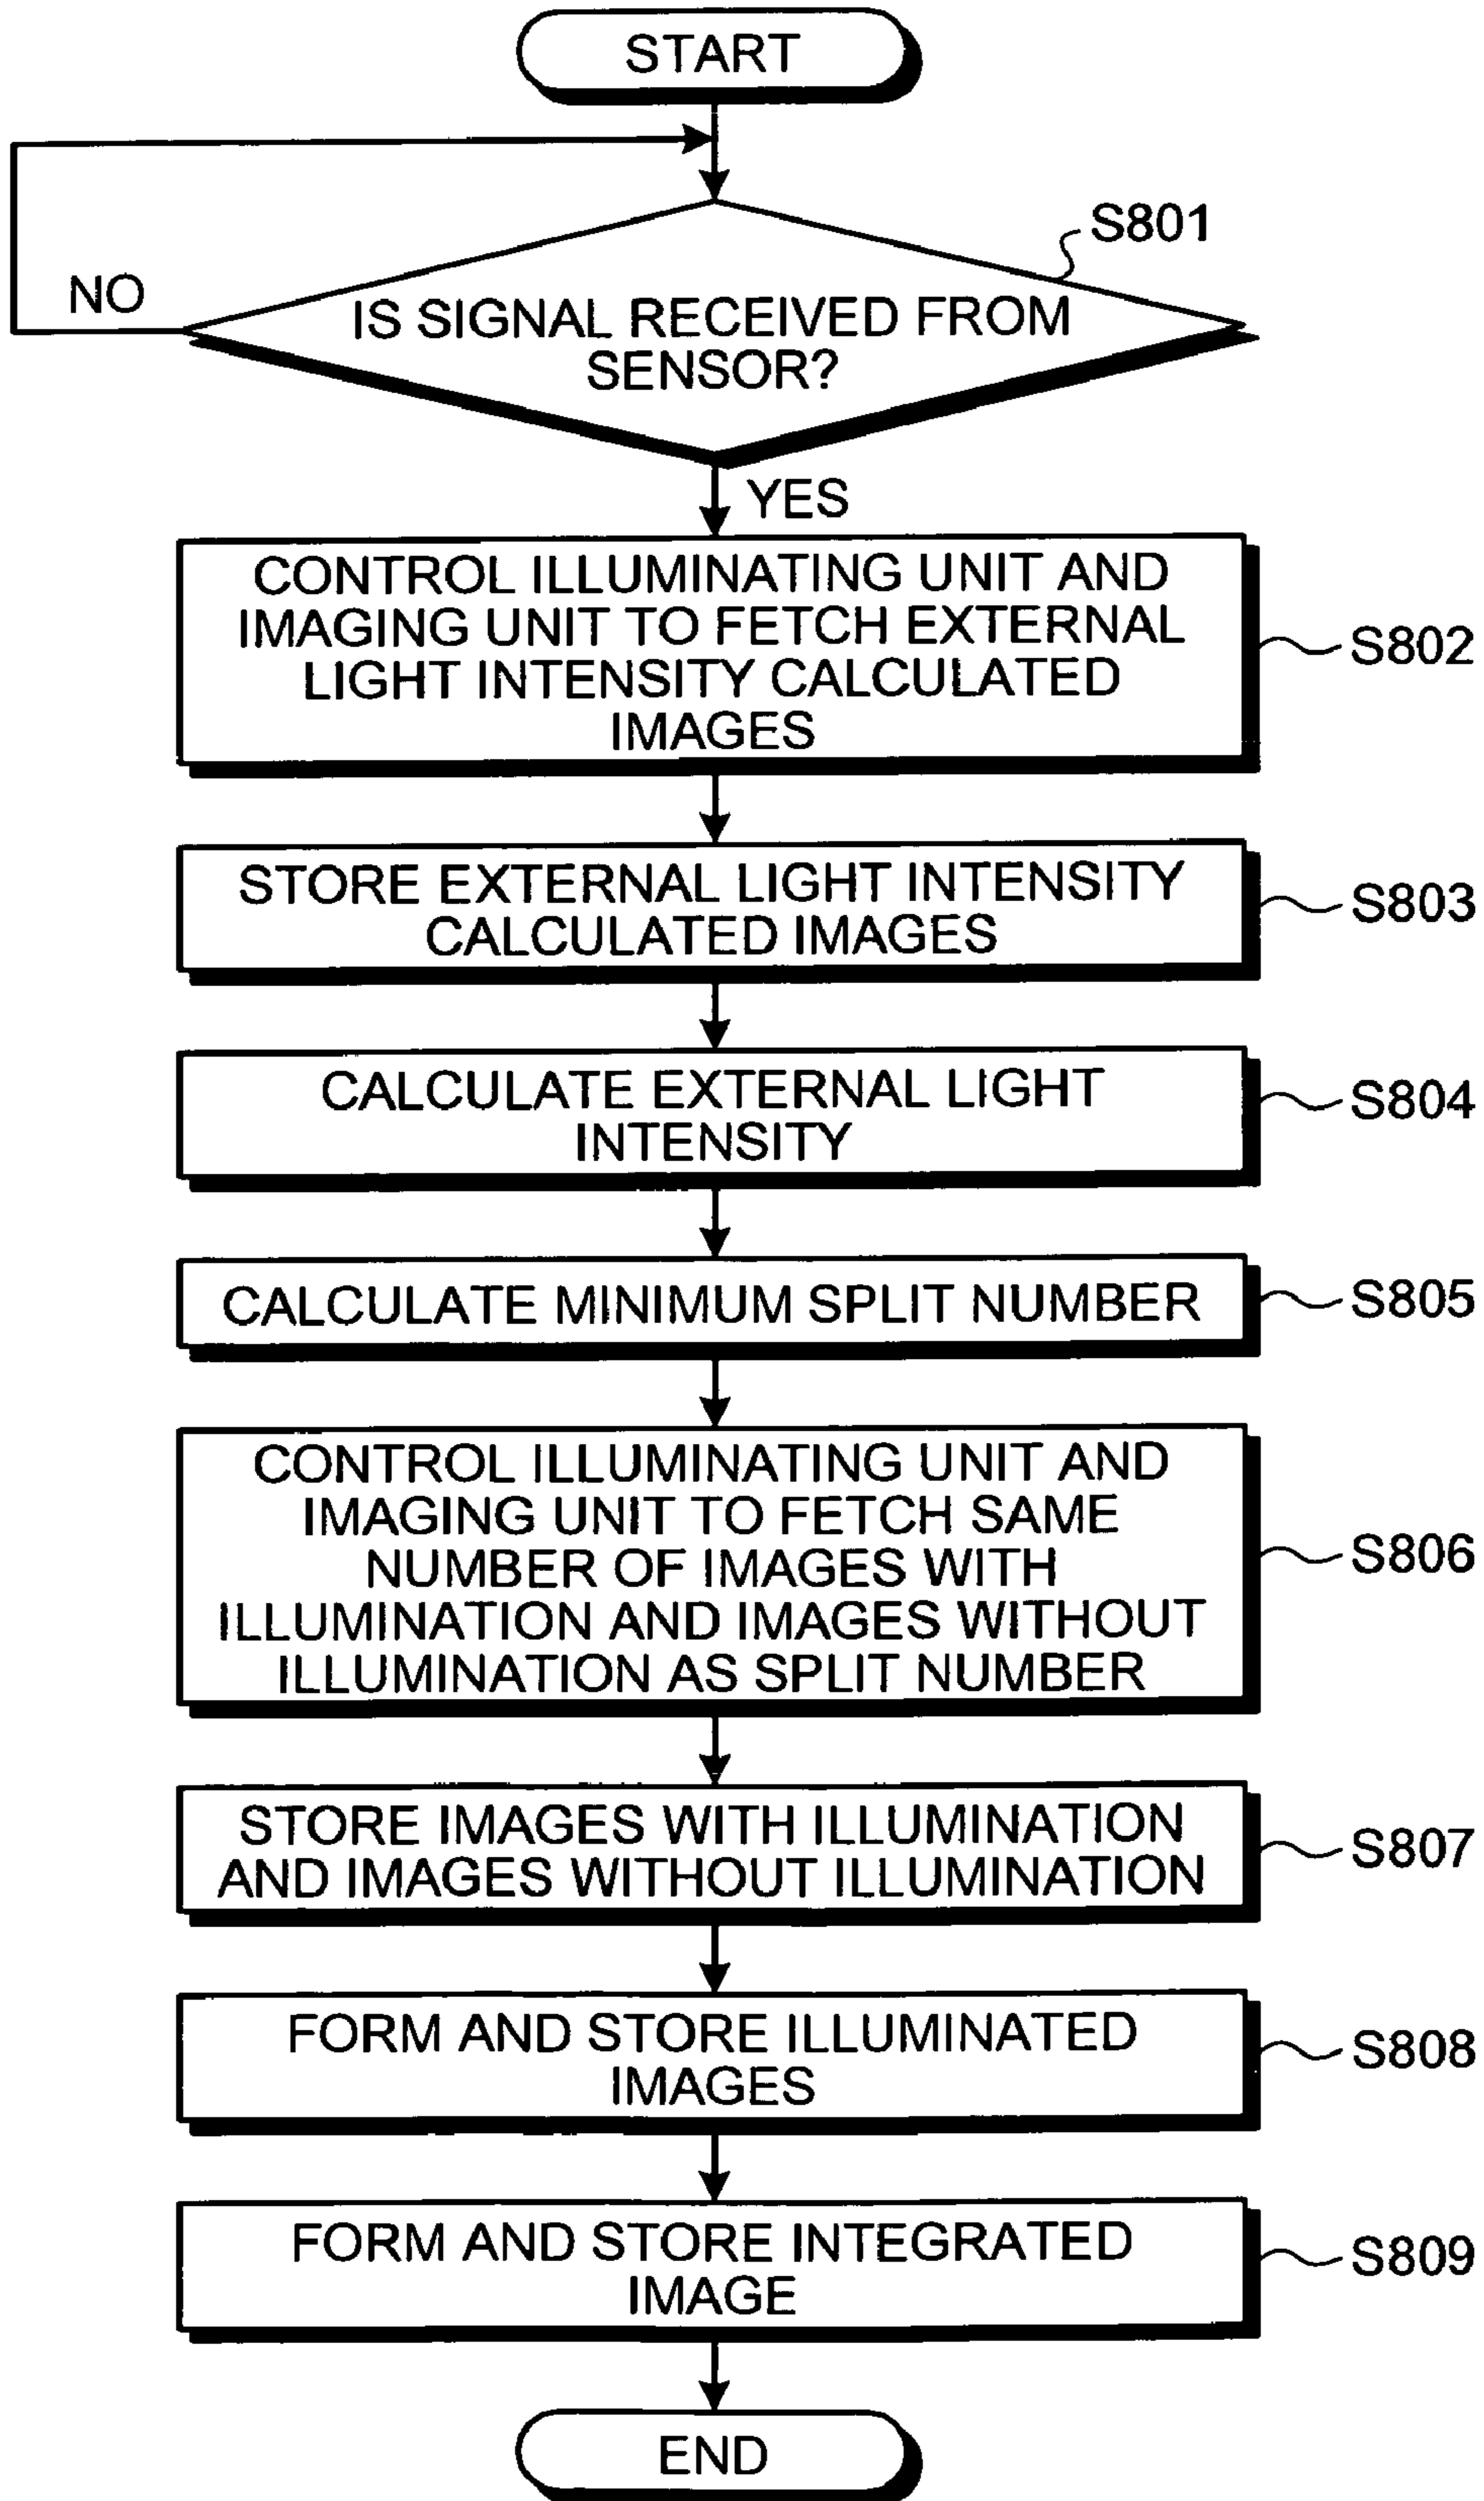 START
S801
NO
IS SIGNAL RECEIVED FROM
SENSOR?
YES
CONTROL ILLUMINATING UNIT AND
IMAGING UNIT TO FETCH EXTERNAL
LIGHT INTENSITY CALCULATED
IMAGES
S802
STORE EXTERNAL LIGHT INTENSITY
CALCULATED IMAGES
S803
CALCULATE EXTERNAL LIGHT
INTENSITY
S804
CALCULATE MINIMUM SPLIT NUMBER
S805
CONTROL ILLUMINATING UNIT AND
IMAGING UNIT TO FETCH SAME
NUMBER OF IMAGES WITH
ILLUMINATION AND IMAGES WITHOUT
ILLUMINATION AS SPLIT NUMBER
S806
STORE IMAGES WITH ILLUMINATION
AND IMAGES WITHOUT ILLUMINATION
S807
FORM AND STORE ILLUMINATED
IMAGES
S808
FORM AND STORE INTEGRATED
IMAGE
S809
END